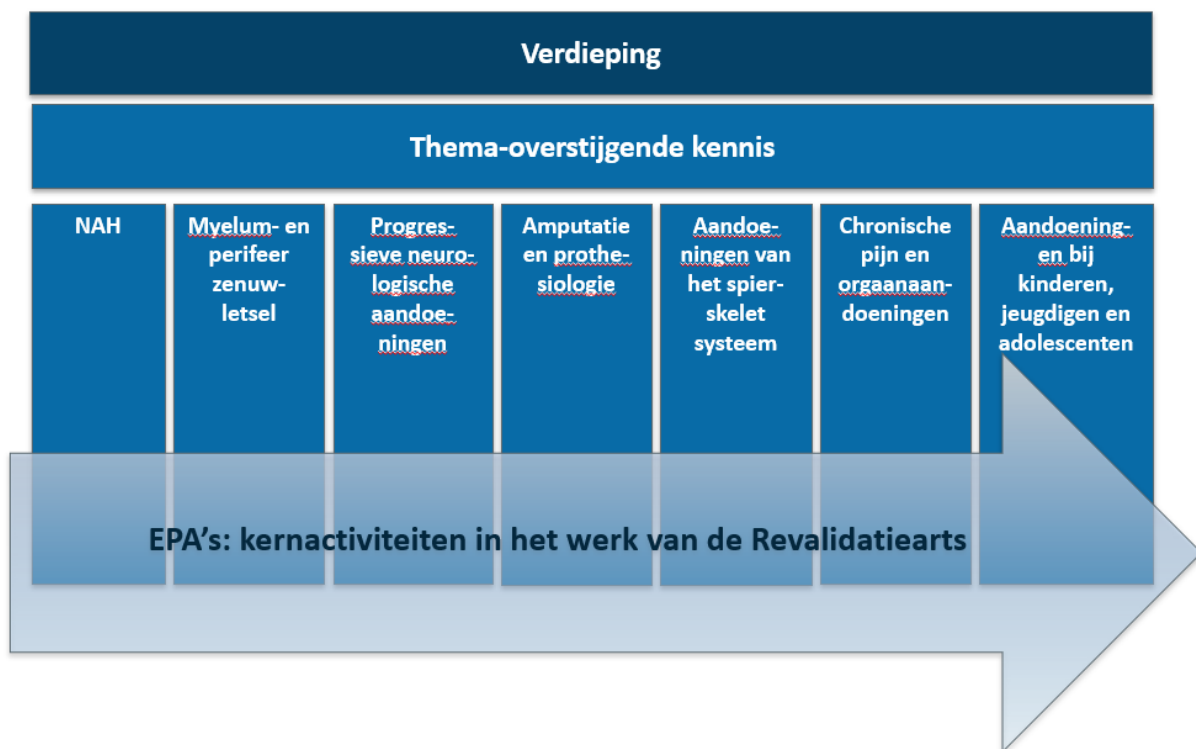 Verdieping
Thema-overstijgende kennis
NAH
Myelum- en
perifeer
zenuw-
letsel
Progres-
sieve neuro-
logische
aandoe-
ningen
Amputatie
en prothe-
siologie
Aandoe-
ningen van
het spier-
skelet
systeem
Chronische
pijn en
orgaanaan-
doeningen
Aandoening-
en bij
kinderen,
jeugdigen en
adolescenten
EPA's: kernactiviteiten in het werk van de Revalidatiearts